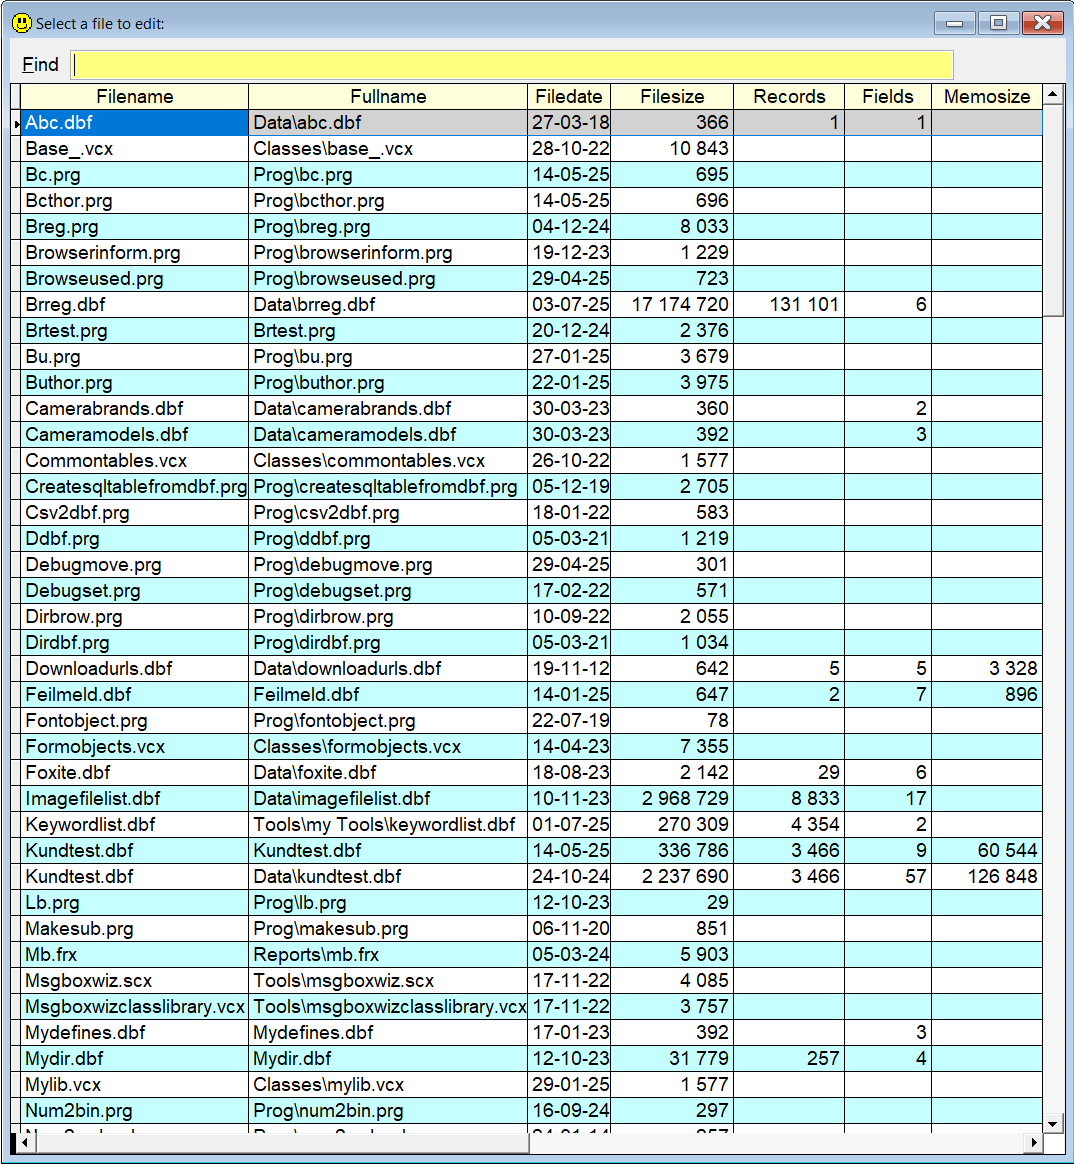 Select a file to edit:
Find
Filename Fullname Filedate Filesize Records Fields Memosize
Abc.dbf Data\abc.dbf 27-03-18 366 1 1
Base_.vcx Classes\base_.vcx 28-10-22 10 843
Bc.prg Prog\bc.prg 14-05-25 695
Bcthor.prg Prog\bcthor.prg 14-05-25 696
Breg.prg Prog\breg.prg 04-12-24 8 033
Browserinform.prg Prog\browserinform.prg 19-12-23 1 229
Browseused.prg Prog\browseused.prg 29-04-25 723
Brreg.dbf Data\brreg.dbf 03-07-25 17 174 720 131 101 6
Brtest.prg Brtest.prg 20-12-24 2 376
Bu.prg Prog\bu.prg 27-01-25 3 679
Buthor.prg Prog\buthor.prg 22-01-25 3 975
Camerabrands.dbf Data\camerabrands.dbf 30-03-23 360 2
Cameramodels.dbf Data\cameramodels.dbf 30-03-23 392 3
Commontables.vcx Classes\commontables.vcx 26-10-22 1 577
Createsqltablefromdbf.prg Prog\createsqltablefromdbf.prg 05-12-19 2 705
Csv2dbf.prg Prog\csv2dbf.prg 18-01-22 583
Ddbf.prg Prog\ddbf.prg 05-03-21 1 219
Debugmove.prg Prog\debugmove.prg 29-04-25 301
Debugset.prg Prog\debugset.prg 17-02-22 571
Dirbrow.prg Prog\dirbrow.prg 10-09-22 2 055
Dirdbf.prg Prog\dirdbf.prg 05-03-21 1 034
Downloadurls.dbf Data\downloadurls.dbf 19-11-12 642 5 5 3 328
Feilmeld.dbf Feilmeld.dbf 14-01-25 647 2 7 896
Fontobject.prg Prog\fontobject.prg 22-07-19 78
Formobjects.vcx Classes\formobjects.vcx 14-04-23 7 355
Foxite.dbf Data\foxite.dbf 18-08-23 2 142 29 6
Imagefilelist.dbf Data\imagefilelist.dbf 10-11-23 2 968 729 8 833 17
Keywordlist.dbf Tools\my Tools\keywordlist.dbf 01-07-25 270 309 4 354 2
Kundtest.dbf Kundtest.dbf 14-05-25 336 786 3 466 9 60 544
Kundtest.dbf Data\kundtest.dbf 24-10-24 2 237 690 3 466 57 126 848
Lb.prg Prog\lb.prg 12-10-23 29
Makesub.prg Prog\makesub.prg 06-11-20 851
Mb.frx Reports\mb.frx 05-03-24 5 903
Msgboxwiz.scx Tools\msgboxwiz.scx 17-11-22 4 085
Msgboxwizclasslibrary.vcx Tools\msgboxwizclasslibrary.vcx 17-11-22 3 757
Mydefines.dbf Mydefines.dbf 17-01-23 392 3
Mydir.dbf Mydir.dbf 12-10-23 31 779 257 4
Mylib.vcx Classes\mylib.vcx 29-01-25 1 577
Num2bin.prg Prog\num2bin.prg 16-09-24 297